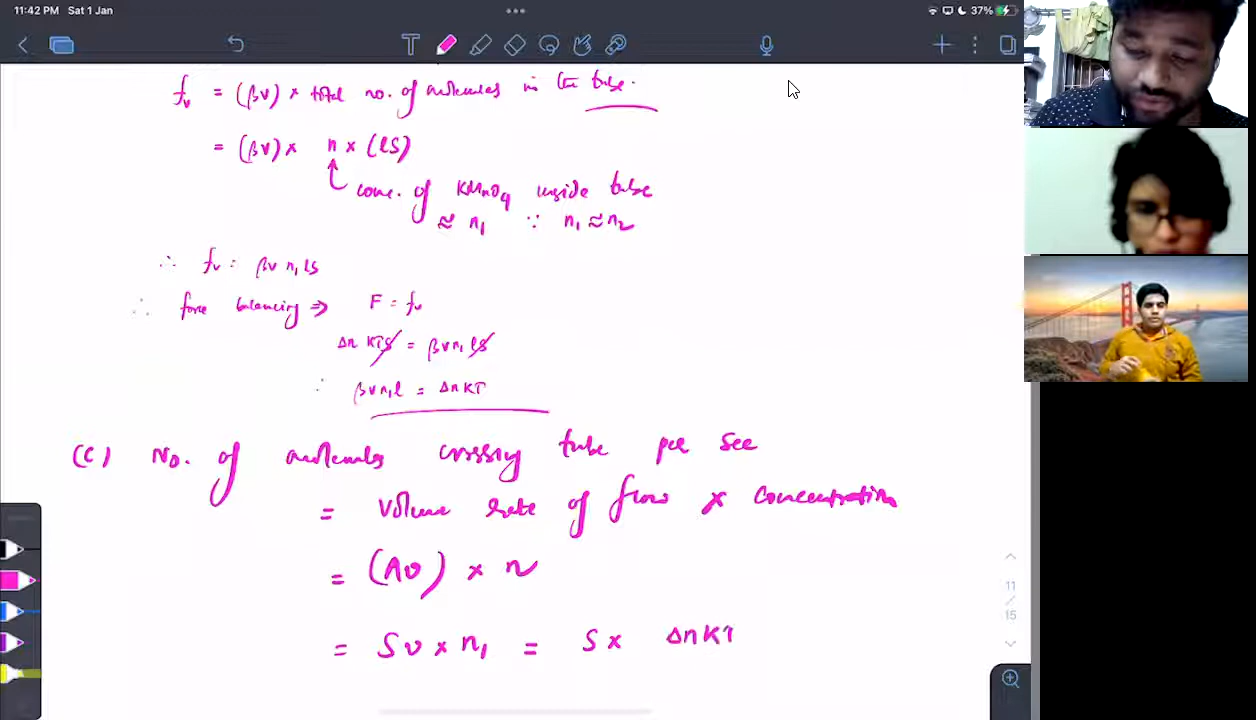 11:42 PM Sat 1 Jan
37%
fᵥ = (βv) × total no. of molecules in the tube.
= (βv) × n × (lS)
conc. of KMnO4 inside tube
≈ n₁ ∵ n₁ ≈ n₂
∴ fᵥ = βv n₁ lS
∴ force balancing ⇒ F = fᵥ
Δn KTS = βv n₁ lS
∴ βv n₁ l = Δn KT
(C) No. of molecules crossing tube per sec
= volume rate of flow × concentration
= (Av) × n
= Sv × n₁ = S × Δn KT
11
/
15